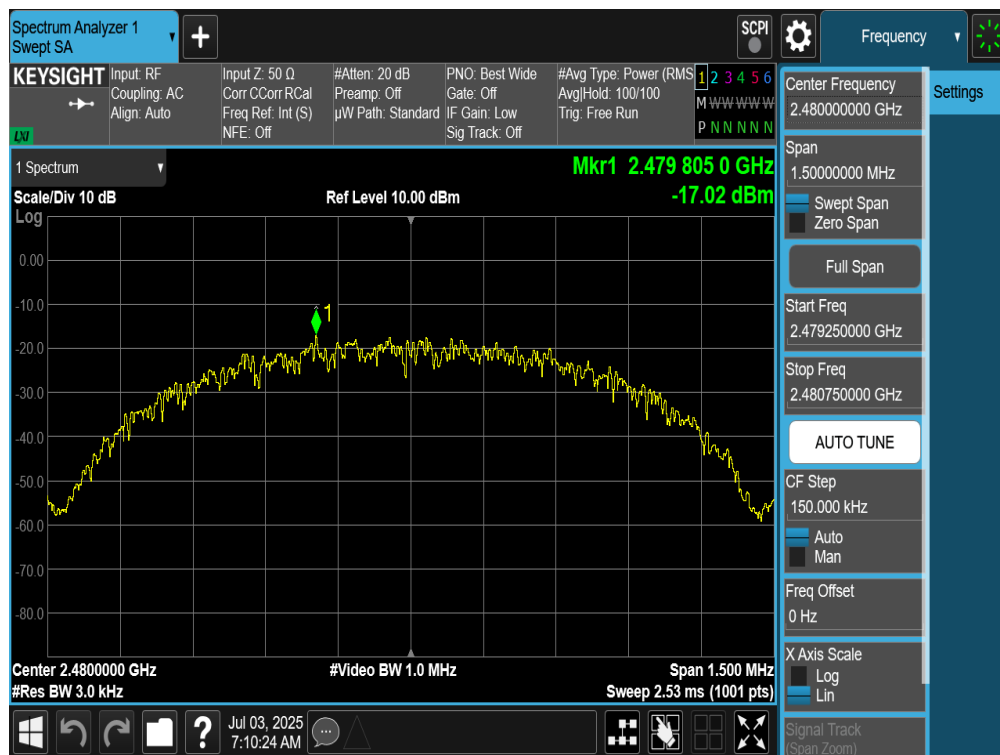 Spectrum Analyzer 1
Swept SA
+
SCPI
Frequency
KEYSIGHT
LXI
Input: RF
Coupling: AC
Align: Auto
Input Z: 50 Ω
Corr CCorr RCal
Freq Ref: Int (S)
NFE: Off
#Atten: 20 dB
Preamp: Off
µW Path: Standard
PNO: Best Wide
Gate: Off
IF Gain: Low
Sig Track: Off
#Avg Type: Power (RMS
Avg|Hold: 100/100
Trig: Free Run
1 2 3 4 5 6
M W W W W W W
P N N N N N N
1 Spectrum
Mkr1 2.479 805 0 GHz
-17.02 dBm
Scale/Div 10 dB
Ref Level 10.00 dBm
Log
0.00
-10.0
-20.0
-30.0
-40.0
-50.0
-60.0
-70.0
-80.0
1
Center 2.4800000 GHz
#Video BW 1.0 MHz
Span 1.500 MHz
#Res BW 3.0 kHz
Sweep 2.53 ms (1001 pts)
?
Jul 03, 2025
7:10:24 AM
Center Frequency
2.480000000 GHz
Span
1.50000000 MHz
Swept Span
Zero Span
Full Span
Start Freq
2.479250000 GHz
Stop Freq
2.480750000 GHz
AUTO TUNE
CF Step
150.000 kHz
Auto
Man
Freq Offset
0 Hz
X Axis Scale
Log
Lin
Signal Track
(Span Zoom)
Settings